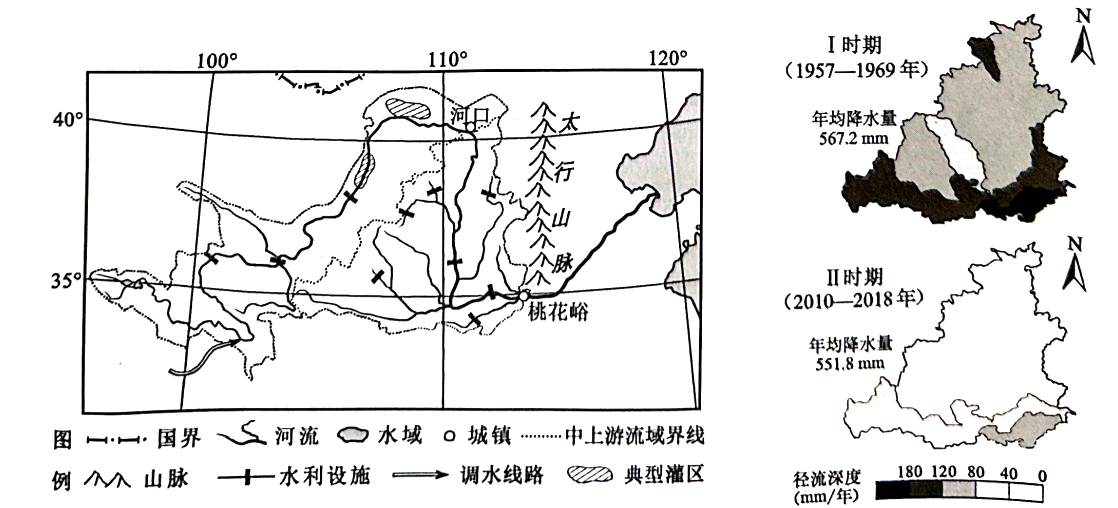 100°
110°
120°
40°
35°
河口
太
行
山
脉
桃花峪
图
例
国界
河流
水域
城镇
中上游流域界线
山脉
水利设施
调水线路
典型灌区
N
Ⅰ时期
（1957—1969年）
年均降水量
567.2 mm
N
Ⅱ时期
（2010—2018年）
年均降水量
551.8 mm
径流深度
(mm/年)
180 120 80 40 0